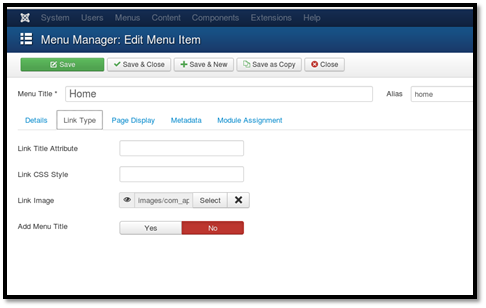 System Users Menus Content Components Extensions Help
Menu Manager: Edit Menu Item
Save Save & Close Save & New Save as Copy Close
Menu Title * Home Alias home
Details Link Type Page Display Metadata Module Assignment
Link Title Attribute
Link CSS Style
Link Image images/com_ap Select
Add Menu Title Yes No